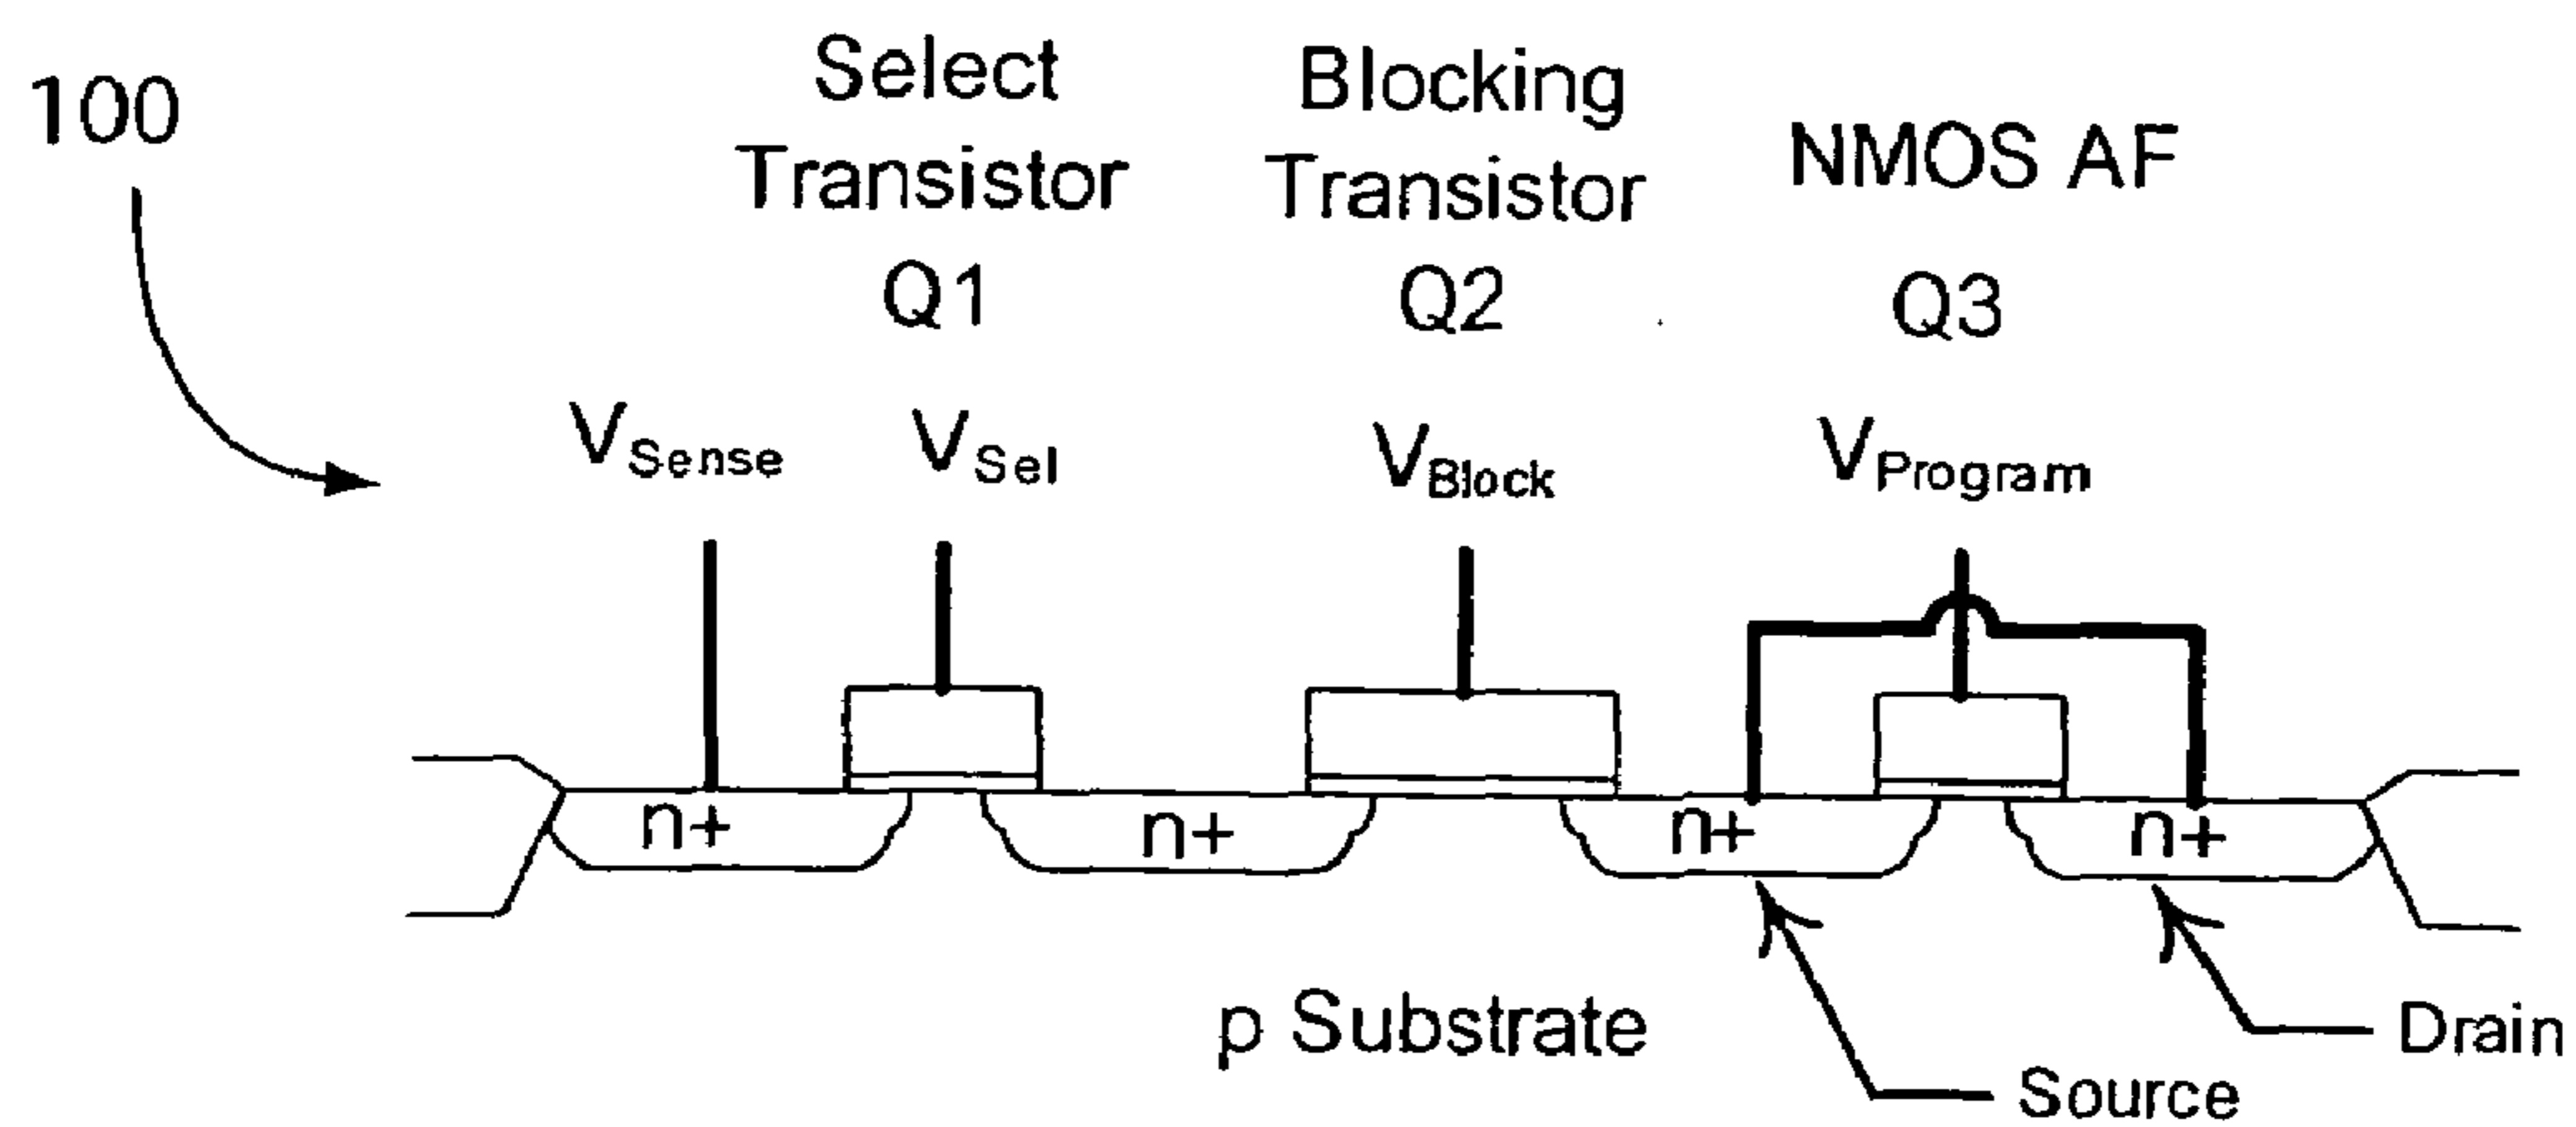 100
Select
Transistor
Q1
Blocking
Transistor
Q2
NMOS AF
Q3
VSense
VSel
VBlock
VProgram
n+
n+
n+
n+
p Substrate
Source
Drain